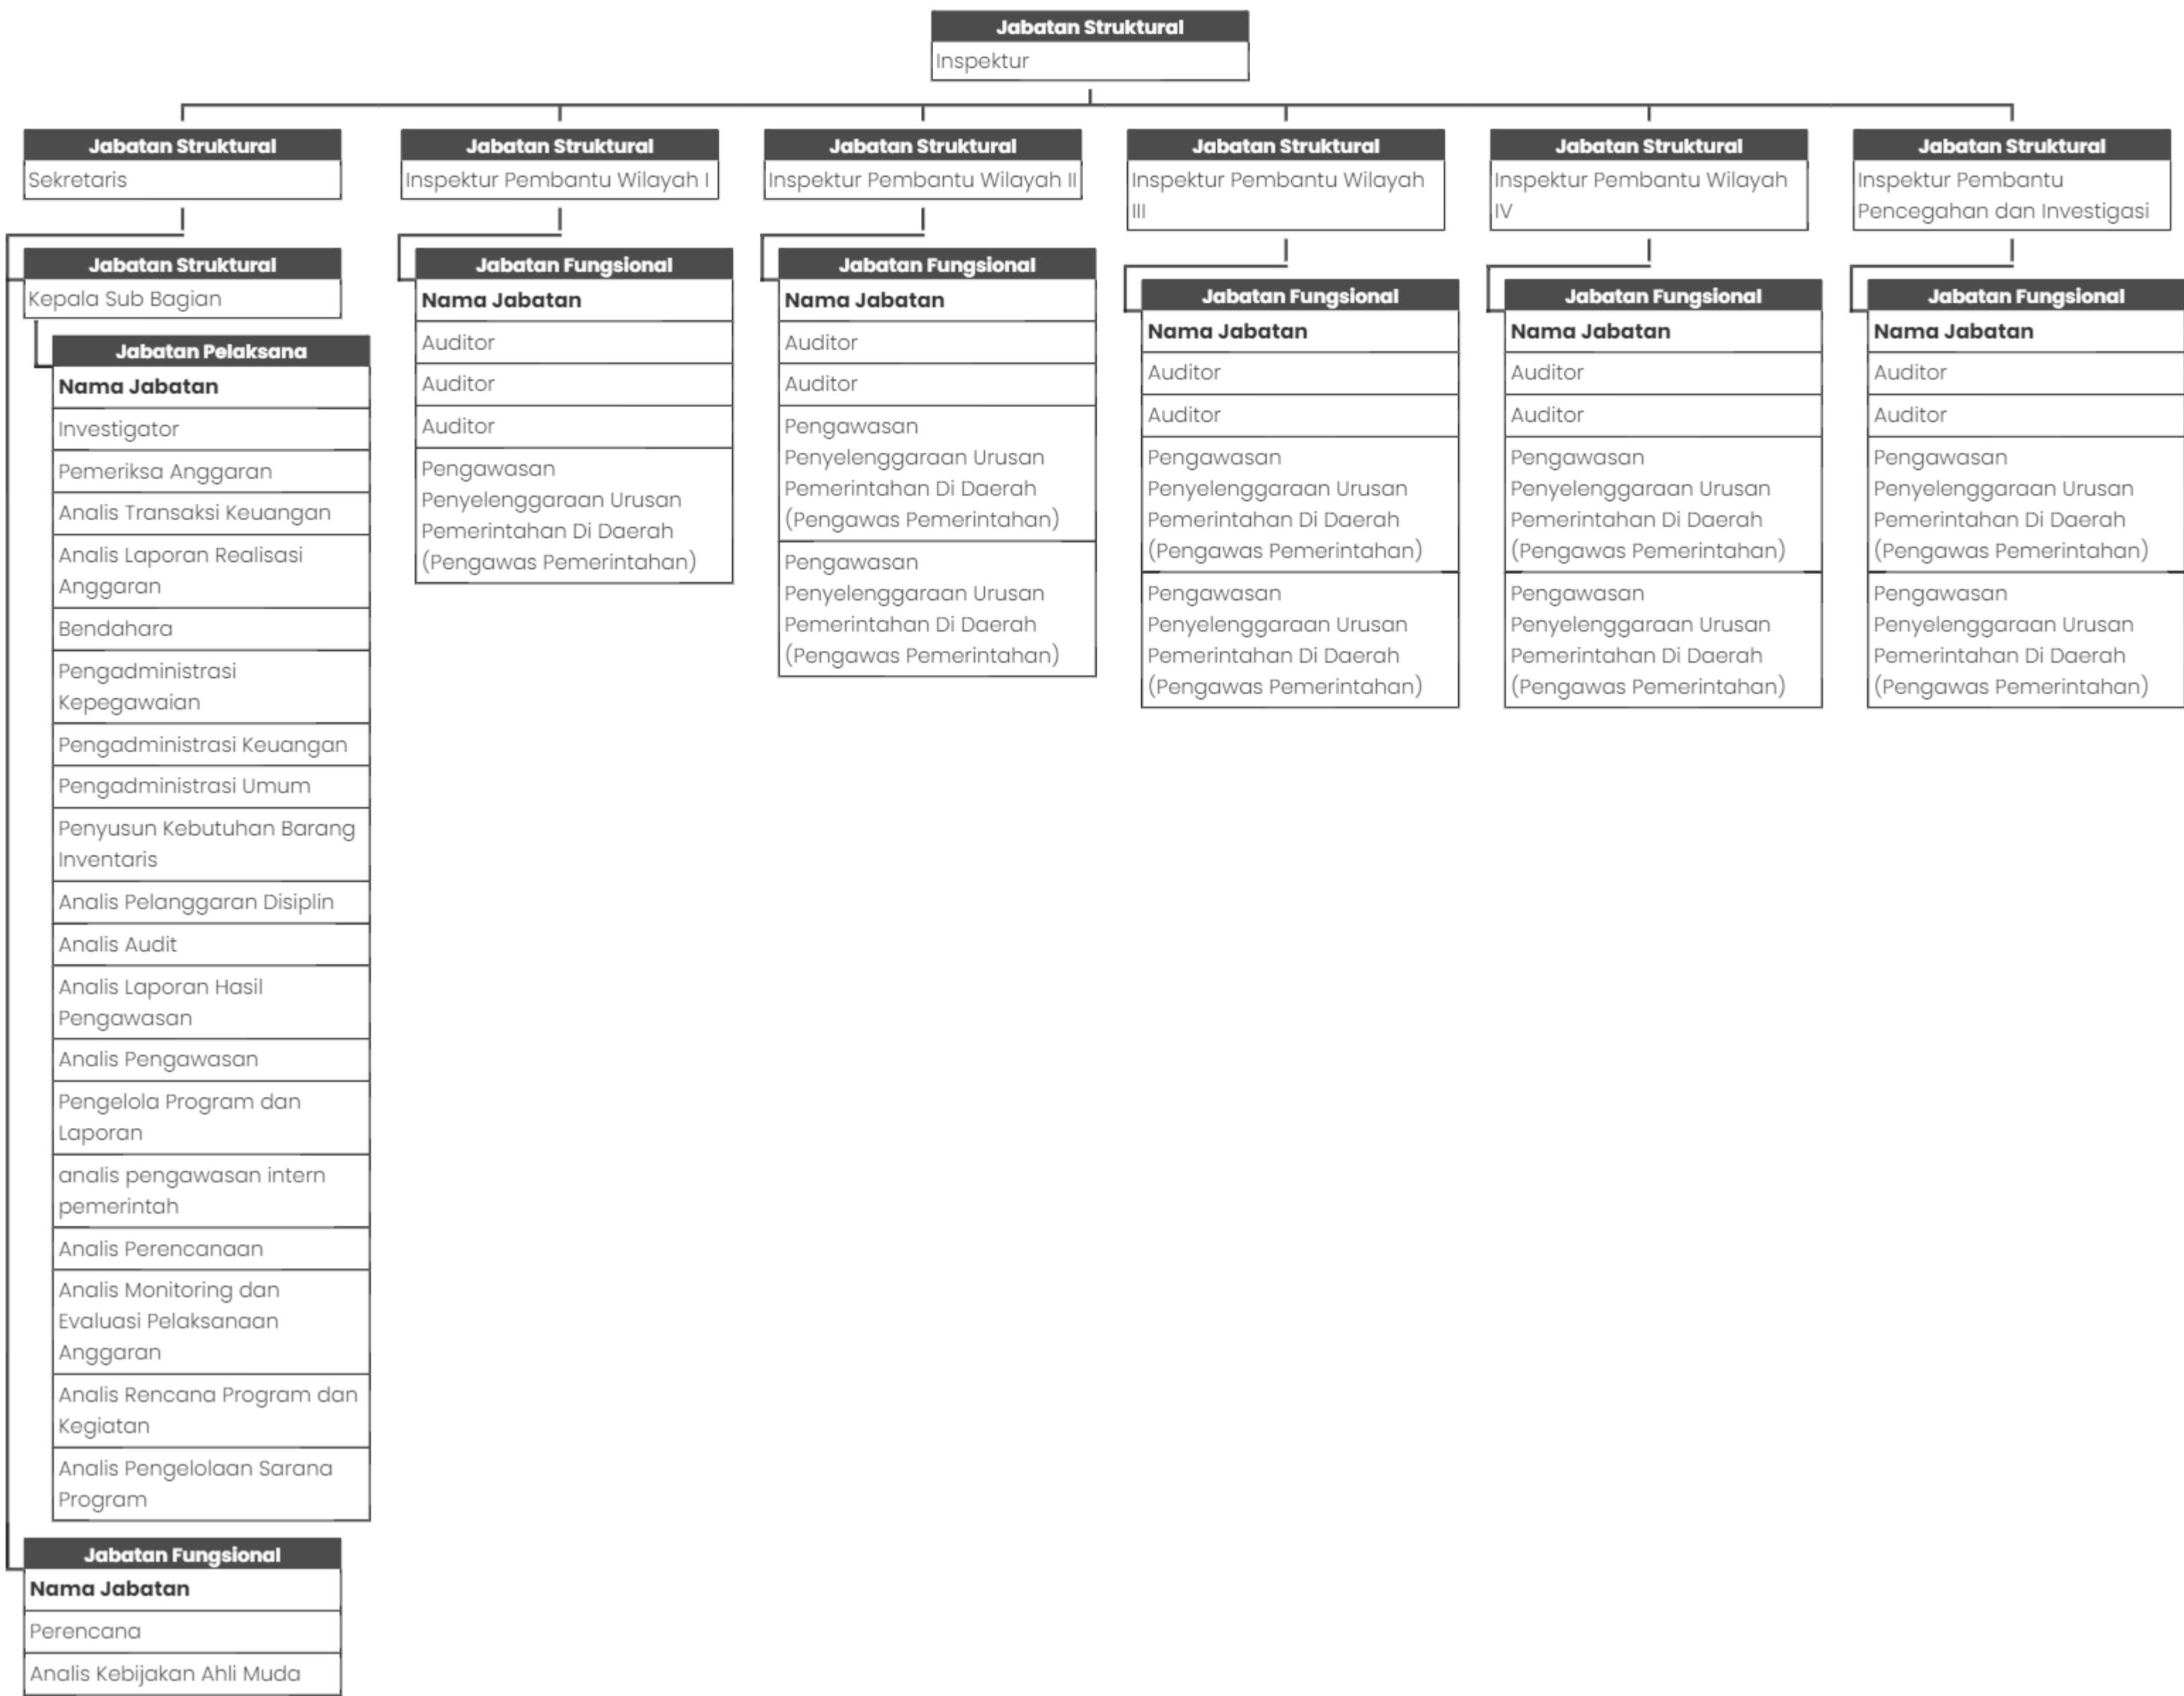 Jabatan Struktural
Inspektur
Jabatan Struktural
Sekretaris
Jabatan Struktural
Kepala Sub Bagian
Jabatan Pelaksana
Nama Jabatan
Investigator
Pemeriksa Anggaran
Analis Transaksi Keuangan
Analis Laporan Realisasi
Anggaran
Bendahara
Pengadministrasi
Kepegawaian
Pengadministrasi Keuangan
Pengadministrasi Umum
Penyusun Kebutuhan Barang
Inventaris
Analis Pelanggaran Disiplin
Analis Audit
Analis Laporan Hasil
Pengawasan
Analis Pengawasan
Pengelola Program dan
Laporan
analis pengawasan intern
pemerintah
Analis Perencanaan
Analis Monitoring dan
Evaluasi Pelaksanaan
Anggaran
Analis Rencana Program dan
Kegiatan
Analis Pengelolaan Sarana
Program
Jabatan Fungsional
Nama Jabatan
Perencana
Analis Kebijakan Ahli Muda
Jabatan Struktural
Inspektur Pembantu Wilayah I
Jabatan Fungsional
Nama Jabatan
Auditor
Auditor
Auditor
Pengawasan
Penyelenggaraan Urusan
Pemerintahan Di Daerah
(Pengawas Pemerintahan)
Jabatan Struktural
Inspektur Pembantu Wilayah II
Jabatan Fungsional
Nama Jabatan
Auditor
Auditor
Pengawasan
Penyelenggaraan Urusan
Pemerintahan Di Daerah
(Pengawas Pemerintahan)
Pengawasan
Penyelenggaraan Urusan
Pemerintahan Di Daerah
(Pengawas Pemerintahan)
Jabatan Struktural
Inspektur Pembantu Wilayah
III
Jabatan Fungsional
Nama Jabatan
Auditor
Auditor
Pengawasan
Penyelenggaraan Urusan
Pemerintahan Di Daerah
(Pengawas Pemerintahan)
Pengawasan
Penyelenggaraan Urusan
Pemerintahan Di Daerah
(Pengawas Pemerintahan)
Jabatan Struktural
Inspektur Pembantu Wilayah
IV
Jabatan Fungsional
Nama Jabatan
Auditor
Auditor
Pengawasan
Penyelenggaraan Urusan
Pemerintahan Di Daerah
(Pengawas Pemerintahan)
Pengawasan
Penyelenggaraan Urusan
Pemerintahan Di Daerah
(Pengawas Pemerintahan)
Jabatan Struktural
Inspektur Pembantu
Pencegahan dan Investigasi
Jabatan Fungsional
Nama Jabatan
Auditor
Auditor
Pengawasan
Penyelenggaraan Urusan
Pemerintahan Di Daerah
(Pengawas Pemerintahan)
Pengawasan
Penyelenggaraan Urusan
Pemerintahan Di Daerah
(Pengawas Pemerintahan)